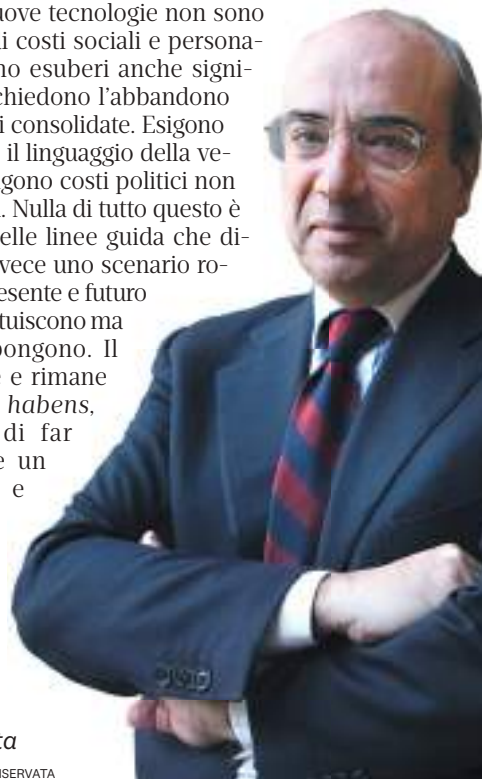 uove tecnologie non sono
i costi sociali e persona-
no esuberi anche signi-
chiedono l'abbandono
i consolidate. Esigono
il linguaggio della ve-
gono costi politici non
. Nulla di tutto questo è
elle linee guida che di-
vece uno scenario ro-
esente e futuro
tuiscono ma
pongono. Il
e rimane
habens,
di far
e un
e
ta
ISERVATA